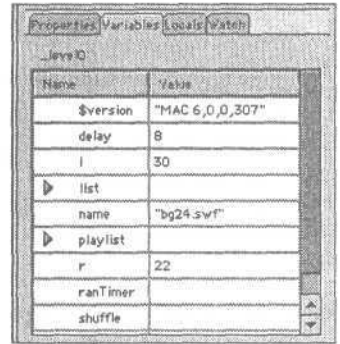 Properties Variables Locals Watch
_level0
Name Value
$version "MAC 6,0,0,307"
delay 8
i 30
list
name "bg24.swf"
playlist
r 22
ranTimer
shuffle